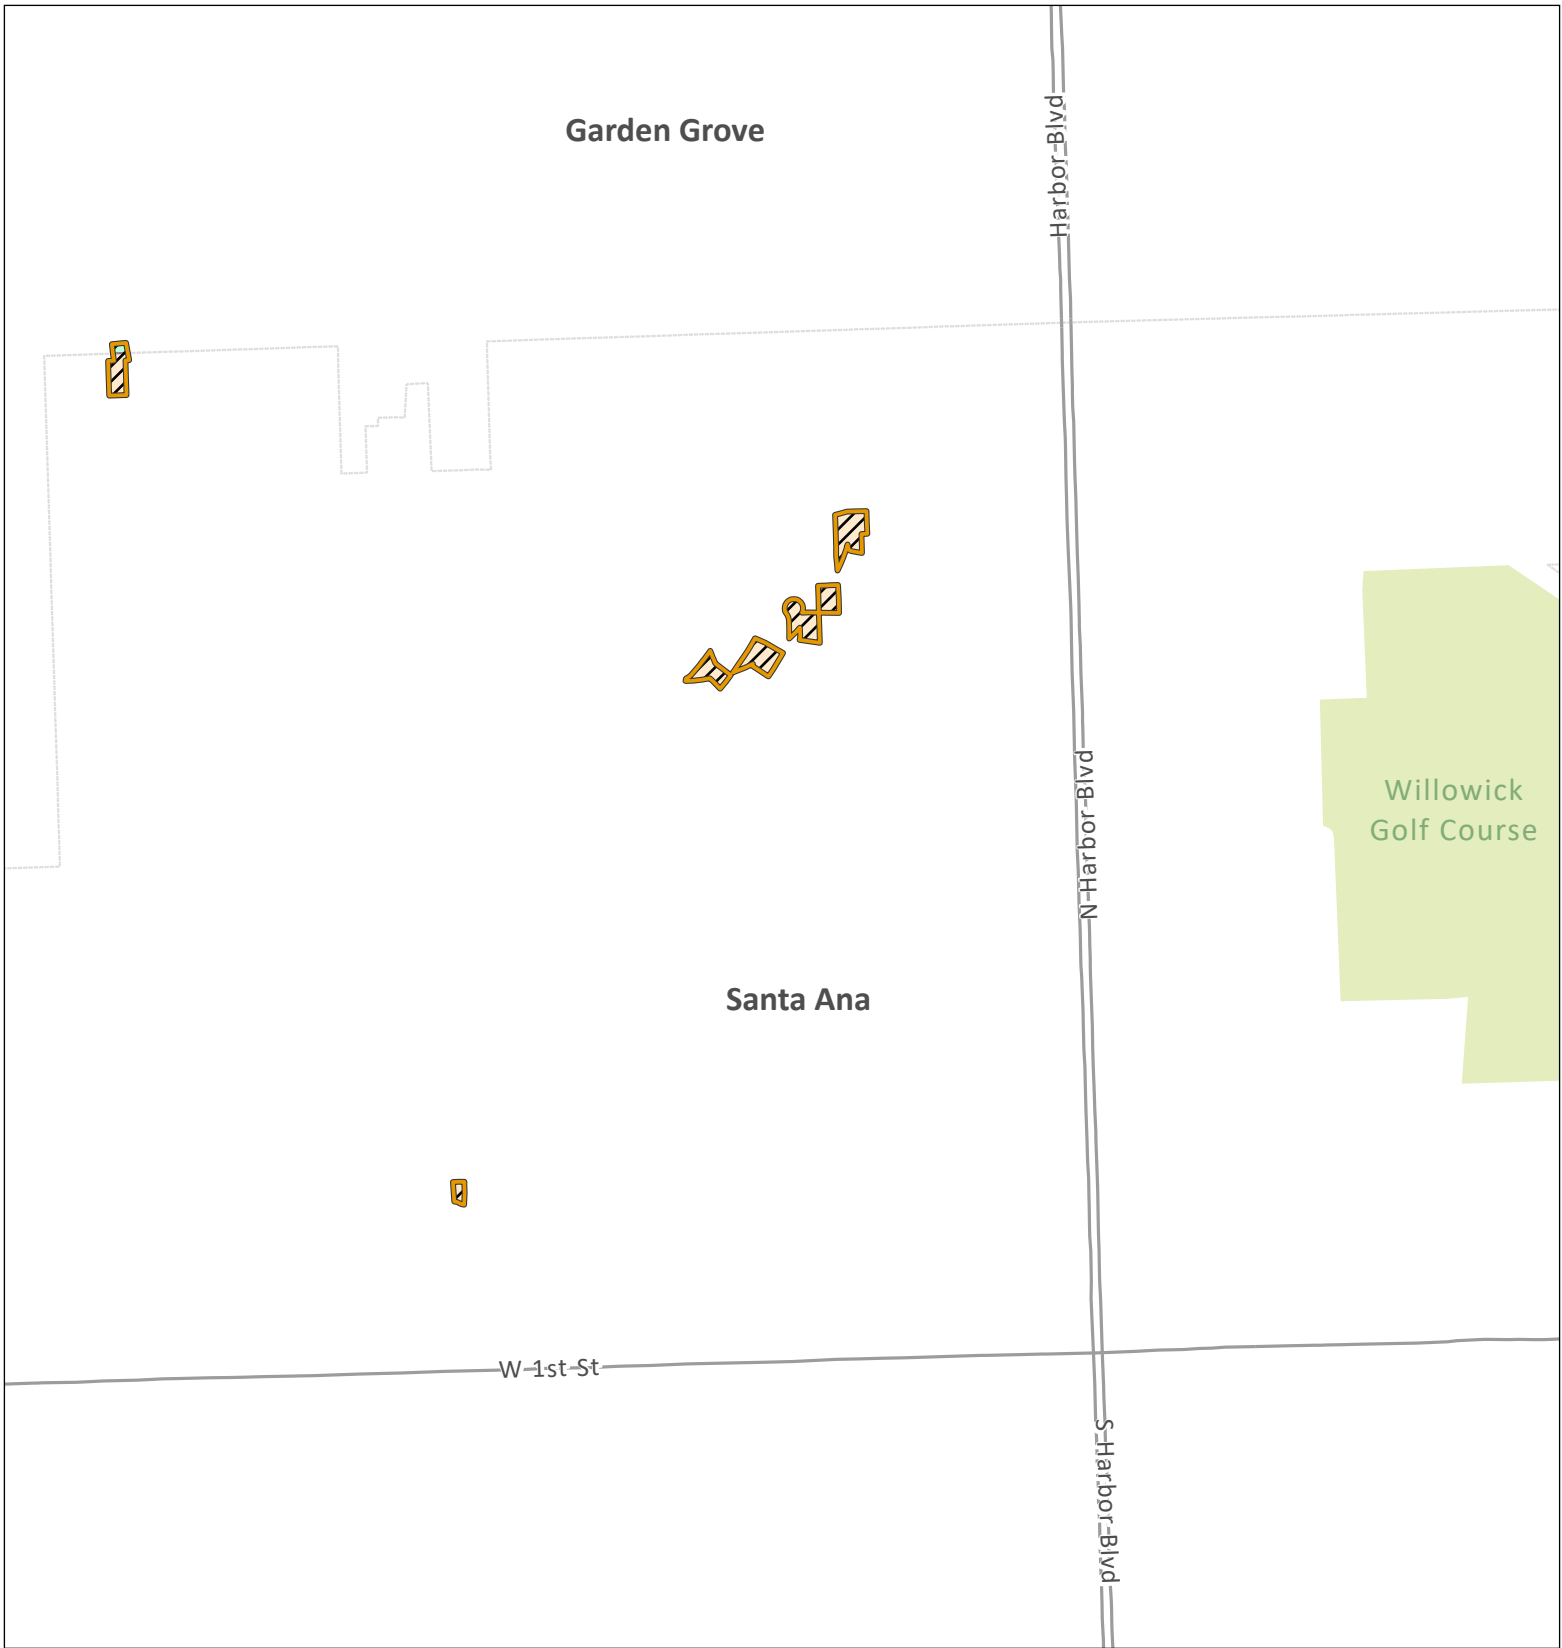 Garden Grove
Harbor Blvd
N Harbor Blvd
Willowick
Golf Course
Santa Ana
W 1st St
S Harbor Blvd